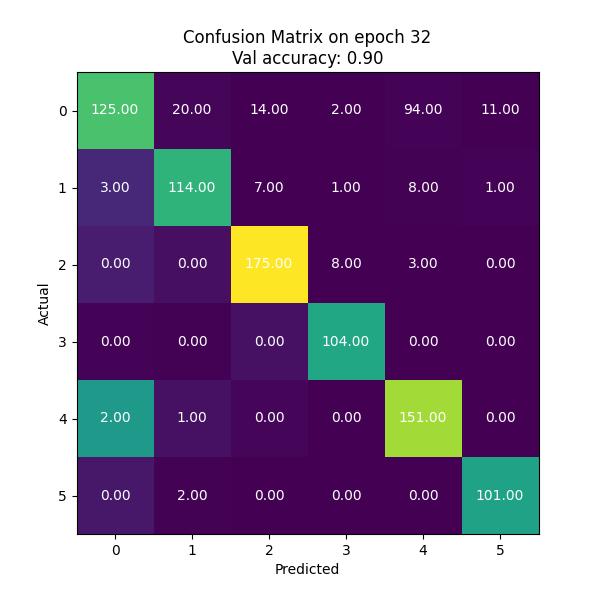 Confusion Matrix on epoch 32
Val accuracy: 0.90
0 125.00 20.00 14.00 2.00 94.00 11.00
1 3.00 114.00 7.00 1.00 8.00 1.00
2 0.00 0.00 175.00 8.00 3.00 0.00
Actual
3 0.00 0.00 0.00 104.00 0.00 0.00
4 2.00 1.00 0.00 0.00 151.00 0.00
5 0.00 2.00 0.00 0.00 0.00 101.00
0 1 2 3 4 5
Predicted